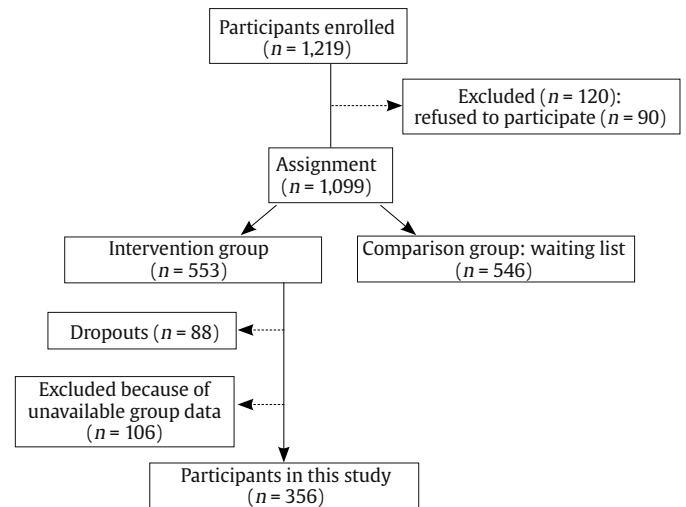 Participants enrolled
(n = 1,219)
Excluded (n = 120):
refused to participate (n = 90)
Assignment
(n = 1,099)
Intervention group
(n = 553)
Comparison group: waiting list
(n = 546)
Dropouts (n = 88)
Excluded because of
unavailable group data
(n = 106)
Participants in this study
(n = 356)